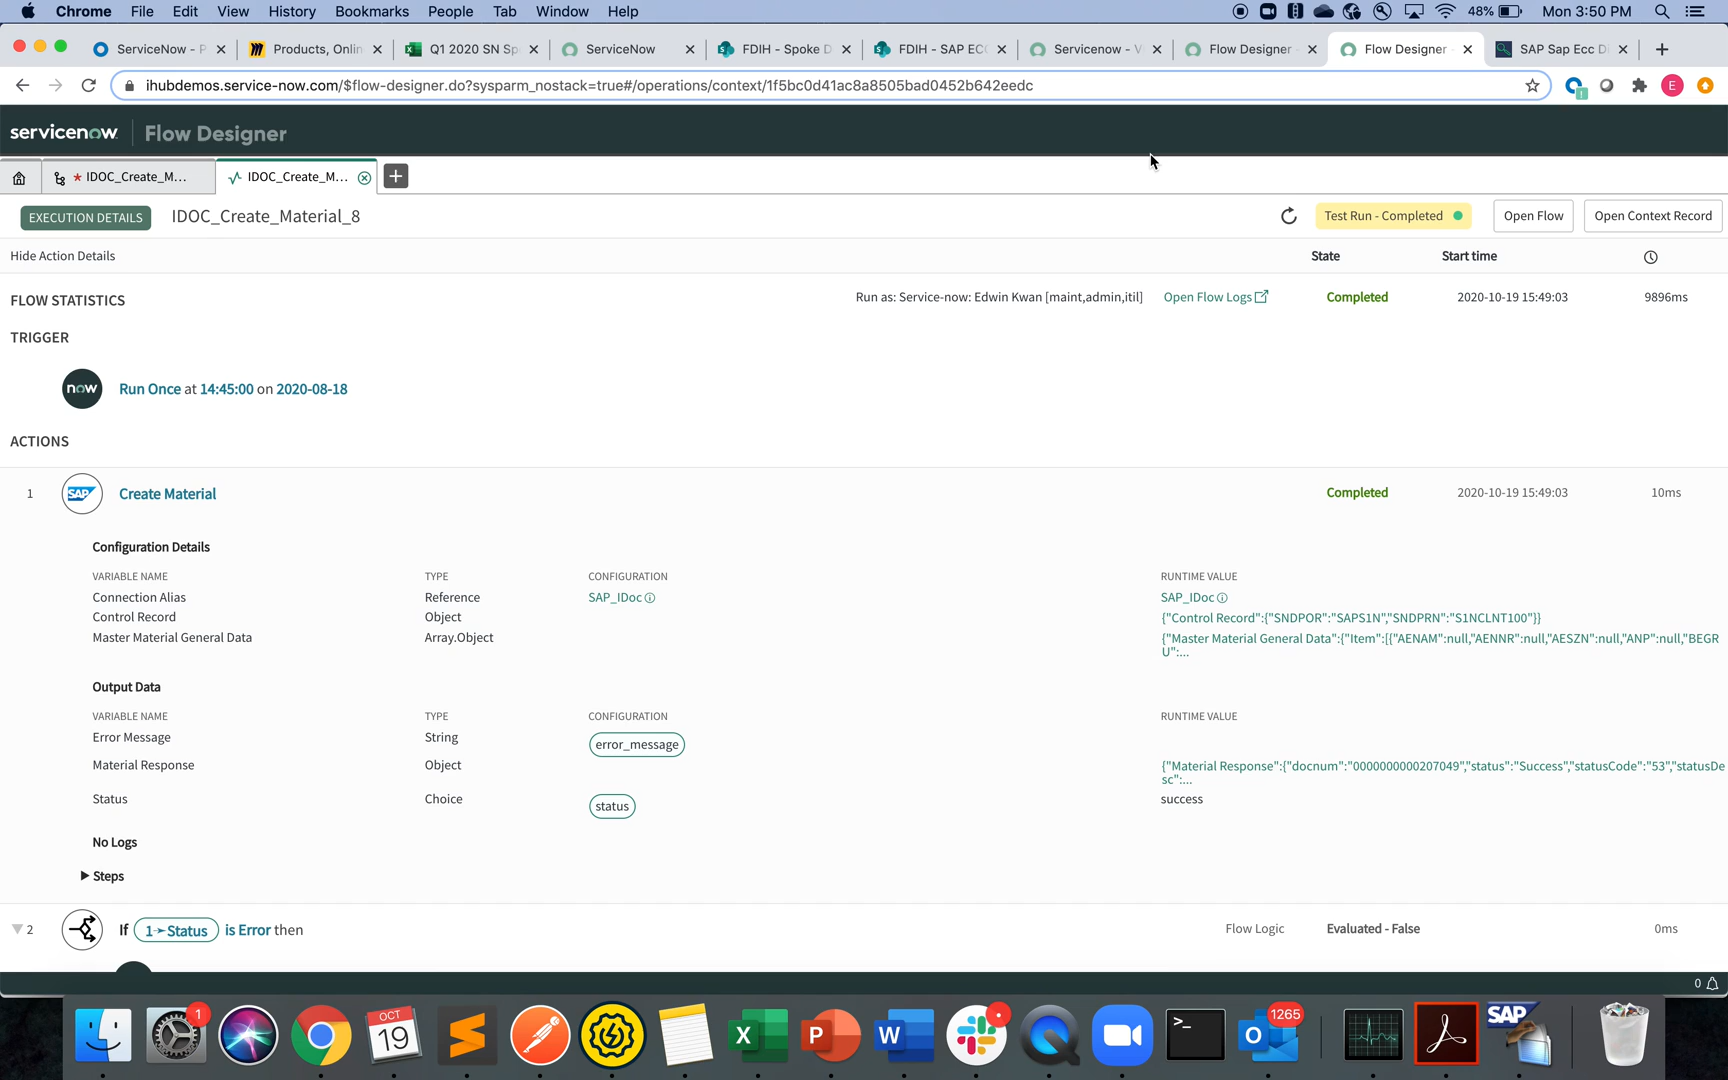 Chrome File Edit View History Bookmarks People Tab Window Help 48% Mon 3:50 PM
ServiceNow - P Products, Onlin Q1 2020 SN Sp ServiceNow FDIH - Spoke D FDIH - SAP EC Servicenow - V Flow Designer Flow Designer SAP Sap Ecc D
ihubdemos.service-now.com/$flow-designer.do?sysparm_nostack=true#/operations/context/1f5bc0d41ac8a8505bad0452b642eedc E
servicenow Flow Designer
* IDOC_Create_M... IDOC_Create_M...
EXECUTION DETAILS IDOC_Create_Material_8 Test Run - Completed Open Flow Open Context Record
Hide Action Details State Start time
FLOW STATISTICS Run as: Service-now: Edwin Kwan [maint,admin,itil] Open Flow Logs Completed 2020-10-19 15:49:03 9896ms
TRIGGER
now Run Once at 14:45:00 on 2020-08-18
ACTIONS
1 SAP Create Material Completed 2020-10-19 15:49:03 10ms
Configuration Details
VARIABLE NAME TYPE CONFIGURATION RUNTIME VALUE
Connection Alias Reference SAP_IDoc SAP_IDoc
Control Record Object {"Control Record":{"SNDPOR":"SAPS1N","SNDPRN":"S1NCLNT100"}}
Master Material General Data Array.Object {"Master Material General Data":{"Item":[{"AENAM":null,"AENNR":null,"AESZN":null,"ANP":null,"BEGR
U":...
Output Data
VARIABLE NAME TYPE CONFIGURATION RUNTIME VALUE
Error Message String error_message
Material Response Object {"Material Response":{"docnum":"0000000000207049","status":"Success","statusCode":"53","statusDe
sc":...
Status Choice status success
No Logs
Steps
2 If 1 Status is Error then Flow Logic Evaluated - False 0ms
0
1 OCT 19 X P W >_ O 1265 SAP